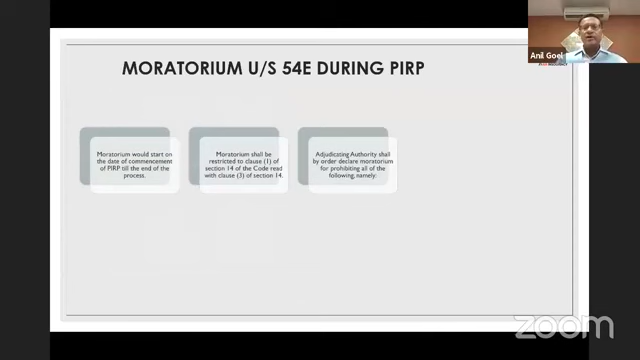 Anil Goel
MORATORIUM U/S 54E DURING PIRP
Moratorium would start on
the date of commencement
of PIRP till the end of the
process.
Moratorium shall be
restricted to clause (1) of
section 14 of the Code read
with clause (3) of section 14.
Adjudicating Authority shall
by order declare moratorium
for prohibiting all of the
following, namely:
zoom